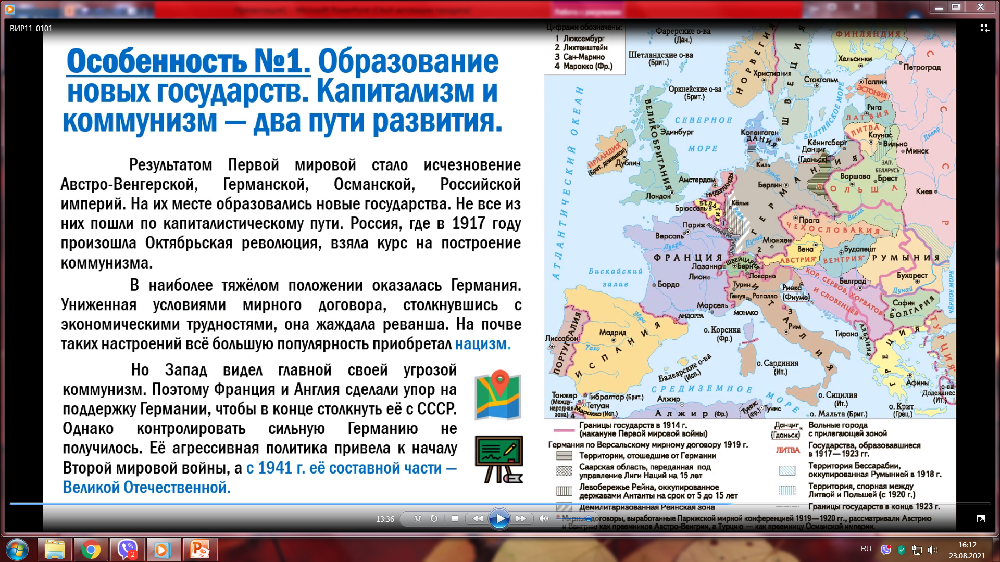 ВИР11_0101
Особенность №1. Образование
новых государств. Капитализм и
коммунизм — два пути развития.
Результатом Первой мировой стало исчезновение
Австро-Венгерской, Германской, Османской, Российской
империй. На их месте образовались новые государства. Не все из
них пошли по капиталистическому пути. Россия, где в 1917 году
произошла Октябрьская революция, взяла курс на построение
коммунизма.
В наиболее тяжёлом положении оказалась Германия.
Униженная условиями мирного договора, столкнувшись с
экономическими трудностями, она жаждала реванша. На почве
таких настроений всё большую популярность приобретал нацизм.
Но Запад видел главной своей угрозой
коммунизм. Поэтому Франция и Англия сделали упор на
поддержку Германии, чтобы в конце столкнуть её с СССР.
Однако контролировать сильную Германию не
получилось. Её агрессивная политика привела к началу
Второй мировой войны, а с 1941 г. её составной части —
Великой Отечественной.
Цифрами обозначены:
1 Люксембург
2 Лихтенштейн
3 Сан-Марино
4 Марокко (Фр.)
Фарерские о-ва
(Дан.)
Шетландские о-ва
(Брит.)
Оркнейские о-ва
(Брит.)
НОРВЕГИЯ
Христиания
ШВЕЦИЯ
Стокгольм
ФИНЛЯНДИЯ
Хельсинки
Петроград
СССР
Таллин
ЭСТОНИЯ
Рига
ЛАТВИЯ
ЛИТВА
Каунас
Вильно
Минск
Днепр
БАЛТИЙСКОЕ МОРЕ
СЕВЕРНОЕ
МОРЕ
АТЛАНТИЧЕСКИЙ ОКЕАН
ВЕЛИКОБРИТАНИЯ
Эдинбург
Лондон
ИРЛАНДИЯ
(Брит. доминион)
Дублин
Копенгаген
ДАНИЯ
Кёнигсберг
Данциг
(Гданьск)
Киль
Эльба
Берлин
ГЕРМАНИЯ
ЗАП.
БЕЛАРУСЬ
Варшава
Брест
ПОЛЬША
Киев
Висла
Амстердам
НИДЕРЛАНДЫ
Кёльн
БЕЛЬГИЯ
Брюссель
Рейн
1
ЛОТАРИНГИЯ
ЭЛЬЗАС
Париж
Версаль
Луара
ФРАНЦИЯ
Прага
ЧЕХОСЛОВАКИЯ
Дунай
Мюнхен
2
Вена
АВСТРИЯ*
Будапешт
ВЕНГРИЯ*
РУМЫНИЯ
Бухарест
Дунай
ЧЁРНОЕ МОРЕ
ШВЕЙЦАРИЯ
Лозанна
Берн
Локарно
Лион
Бискайский
залив
Бордо
Турин
Генуя
Рапалло
Риека
(Фиуме)
КОР. СЕРБОВ, ХОРВАТОВ
И СЛОВЕНЦЕВ
Белград
София
БОЛГАРИЯ
Марсель
МОНАКО
АНДОРРА
3
ИТАЛИЯ
Рим
о. Корсика
(Фр.)
Тирана
АЛБАНИЯ
ГРЕЦИЯ
Афины
ТУРЦИЯ*
о-ва
Додеканес
(Ит.)
Эбро
ПОРТУГАЛИЯ
Лиссабон
Мадрид
Тахо
ИСПАНИЯ
Балеарские о-ва
(Исп.)
о. Сардиния
(Ит.)
о. Сицилия
(Ит.)
СРЕДИЗЕМНОЕ МОРЕ
Танжер
(Между-
народная
зона)
4
Гибралтар (Брит.)
Тетуан
Марокко (Исп.)
Алжир
Алжир (Фр.)
Тунис
(Фр.)
Тунис
о. Мальта (Брит.)
о. Крит
(Грец.)
Границы государств в 1914 г.
(накануне Первой мировой войны)
Германия по Версальскому мирному договору 1919 г.
Территории, отошедшие от Германии
Саарская область, переданная под
управление Лиги Наций на 15 лет
Левобережье Рейна, оккупированное
державами Антанты на срок от 5 до 15 лет
Демилитаризованная Рейнская зона
Данциг
(Гданьск)
Вольные города
с прилегающей зоной
ЛИТВА
Государства, образовавшиеся
в 1917—1923 гг.
Территория Бессарабии,
оккупированная Румынией в 1918 г.
Территория, спорная между
Литвой и Польшей (с 1920 г.)
Границы государств в конце 1923 г.
* Мирные договоры, выработанные Парижской мирной конференцией 1919—1920 гг., рассматривали Австрию
и Венгрию как преемников Австро-Венгрии, а Турцию — как преемницу Османской империи.
13:36
2
RU
16:12
23.08.2021